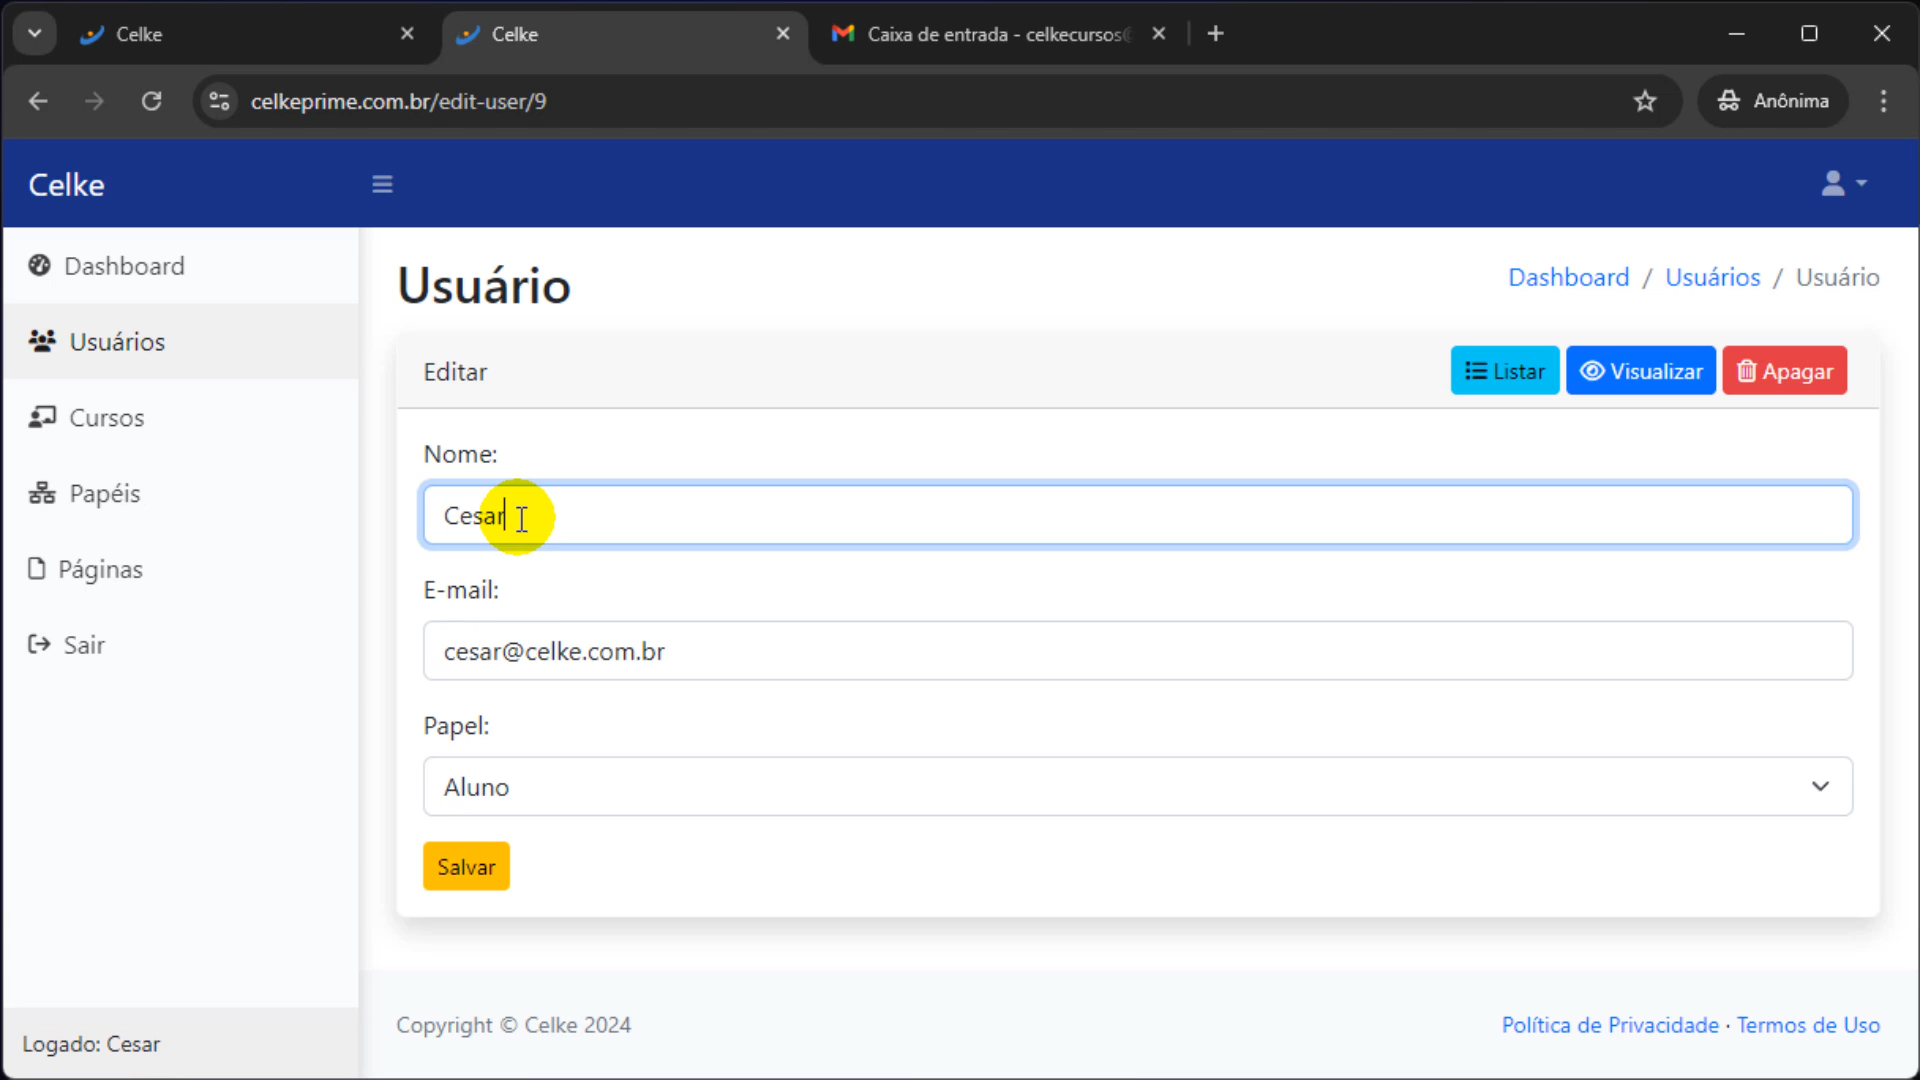 Celke
Celke
Caixa de entrada - celkecursos@
celkeprime.com.br/edit-user/9
Anônima
Celke
Dashboard
Usuários
Cursos
Papéis
Páginas
Sair
Logado: Cesar
Usuário
Dashboard / Usuários / Usuário
Editar
Listar
Visualizar
Apagar
Nome:
Cesar
E-mail:
cesar@celke.com.br
Papel:
Aluno
Salvar
Copyright © Celke 2024
Política de Privacidade · Termos de Uso